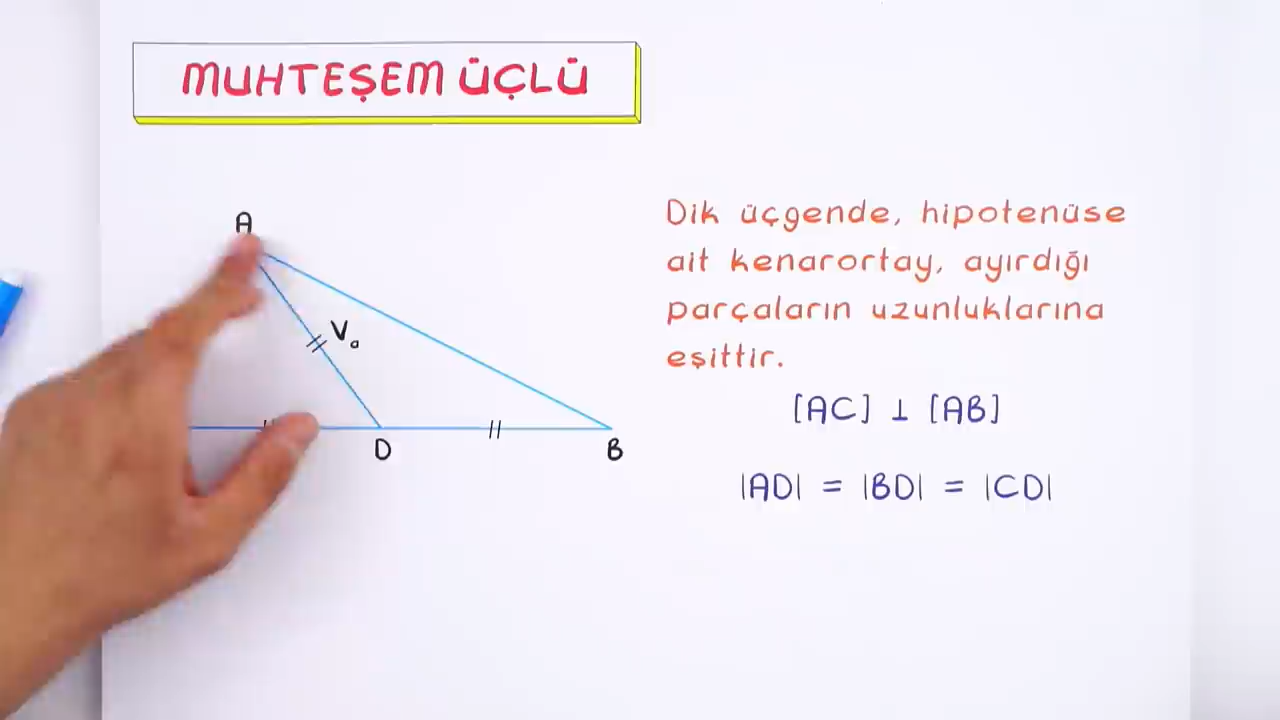 MUHTEŞEM ÜÇLÜ
A
Va
D
B
Dik üçgende, hipotenüse
ait kenarortay, ayırdığı
parçaların uzunluklarına
eşittir.
[AC] ⊥ [AB]
|AD| = |BD| = |CD|